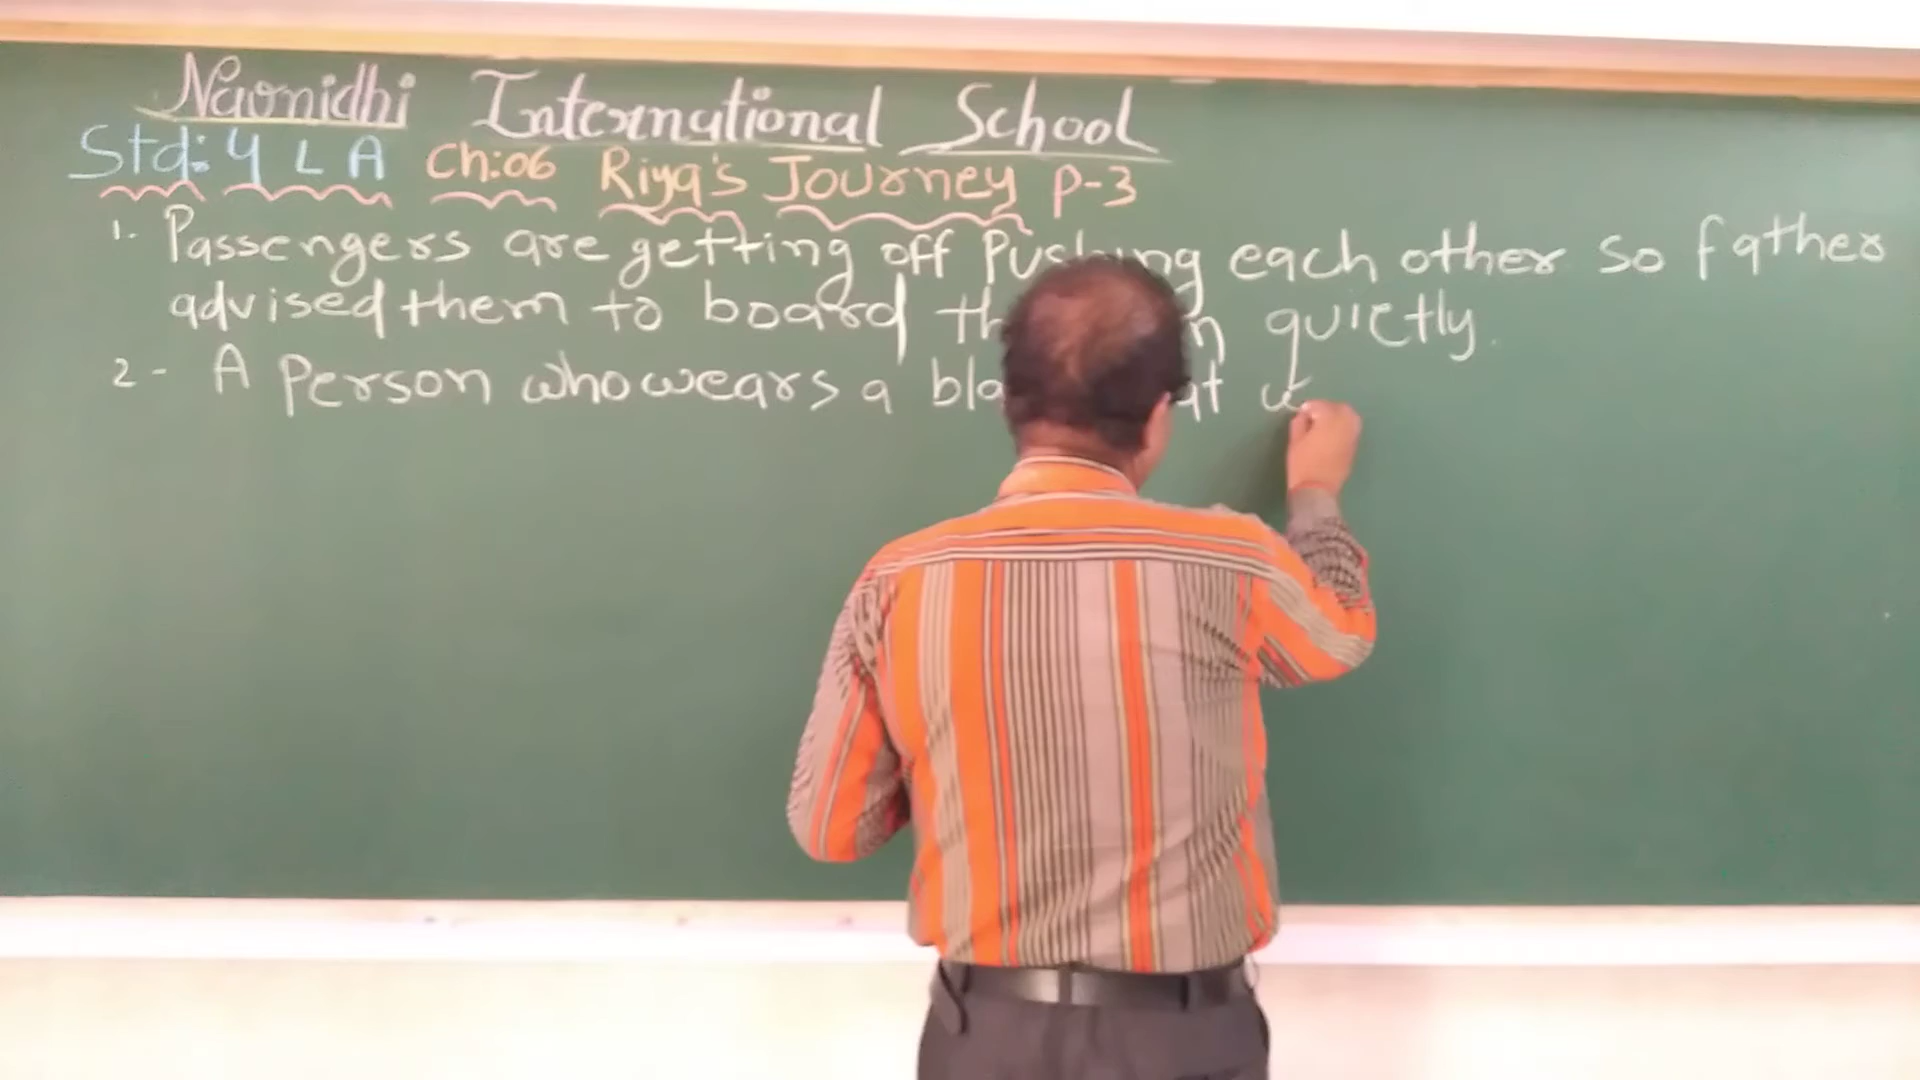 Navnidhi International School
Std: 4 L A Ch:06 Riya's Journey P-3
1. Passengers are getting off Pushing each other so father
advised them to board quietly.
2- A Person who wears a